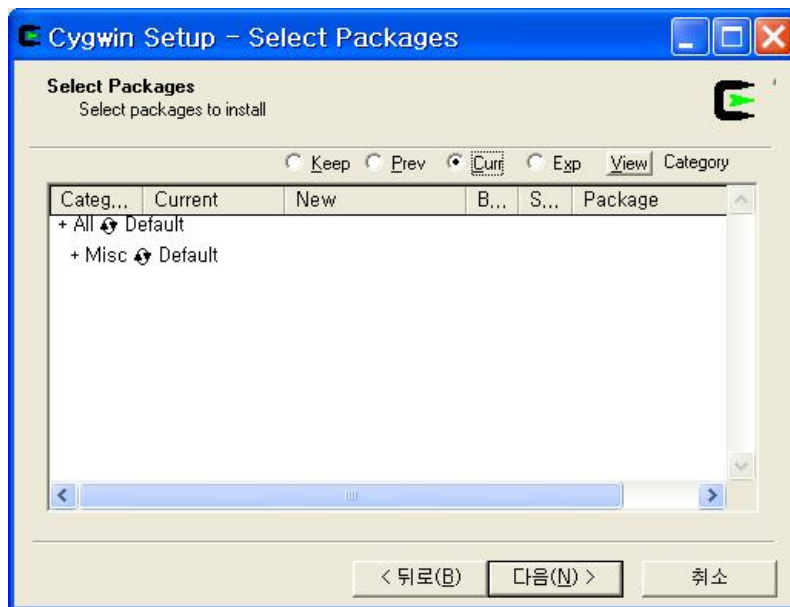 Cygwin Setup - Select Packages
Select Packages
Select packages to install
Keep Prev Curr Exp View Category
Categ... Current New B... S... Package
+ All Default
+ Misc Default
< 뒤로(B) 다음(N) > 취소